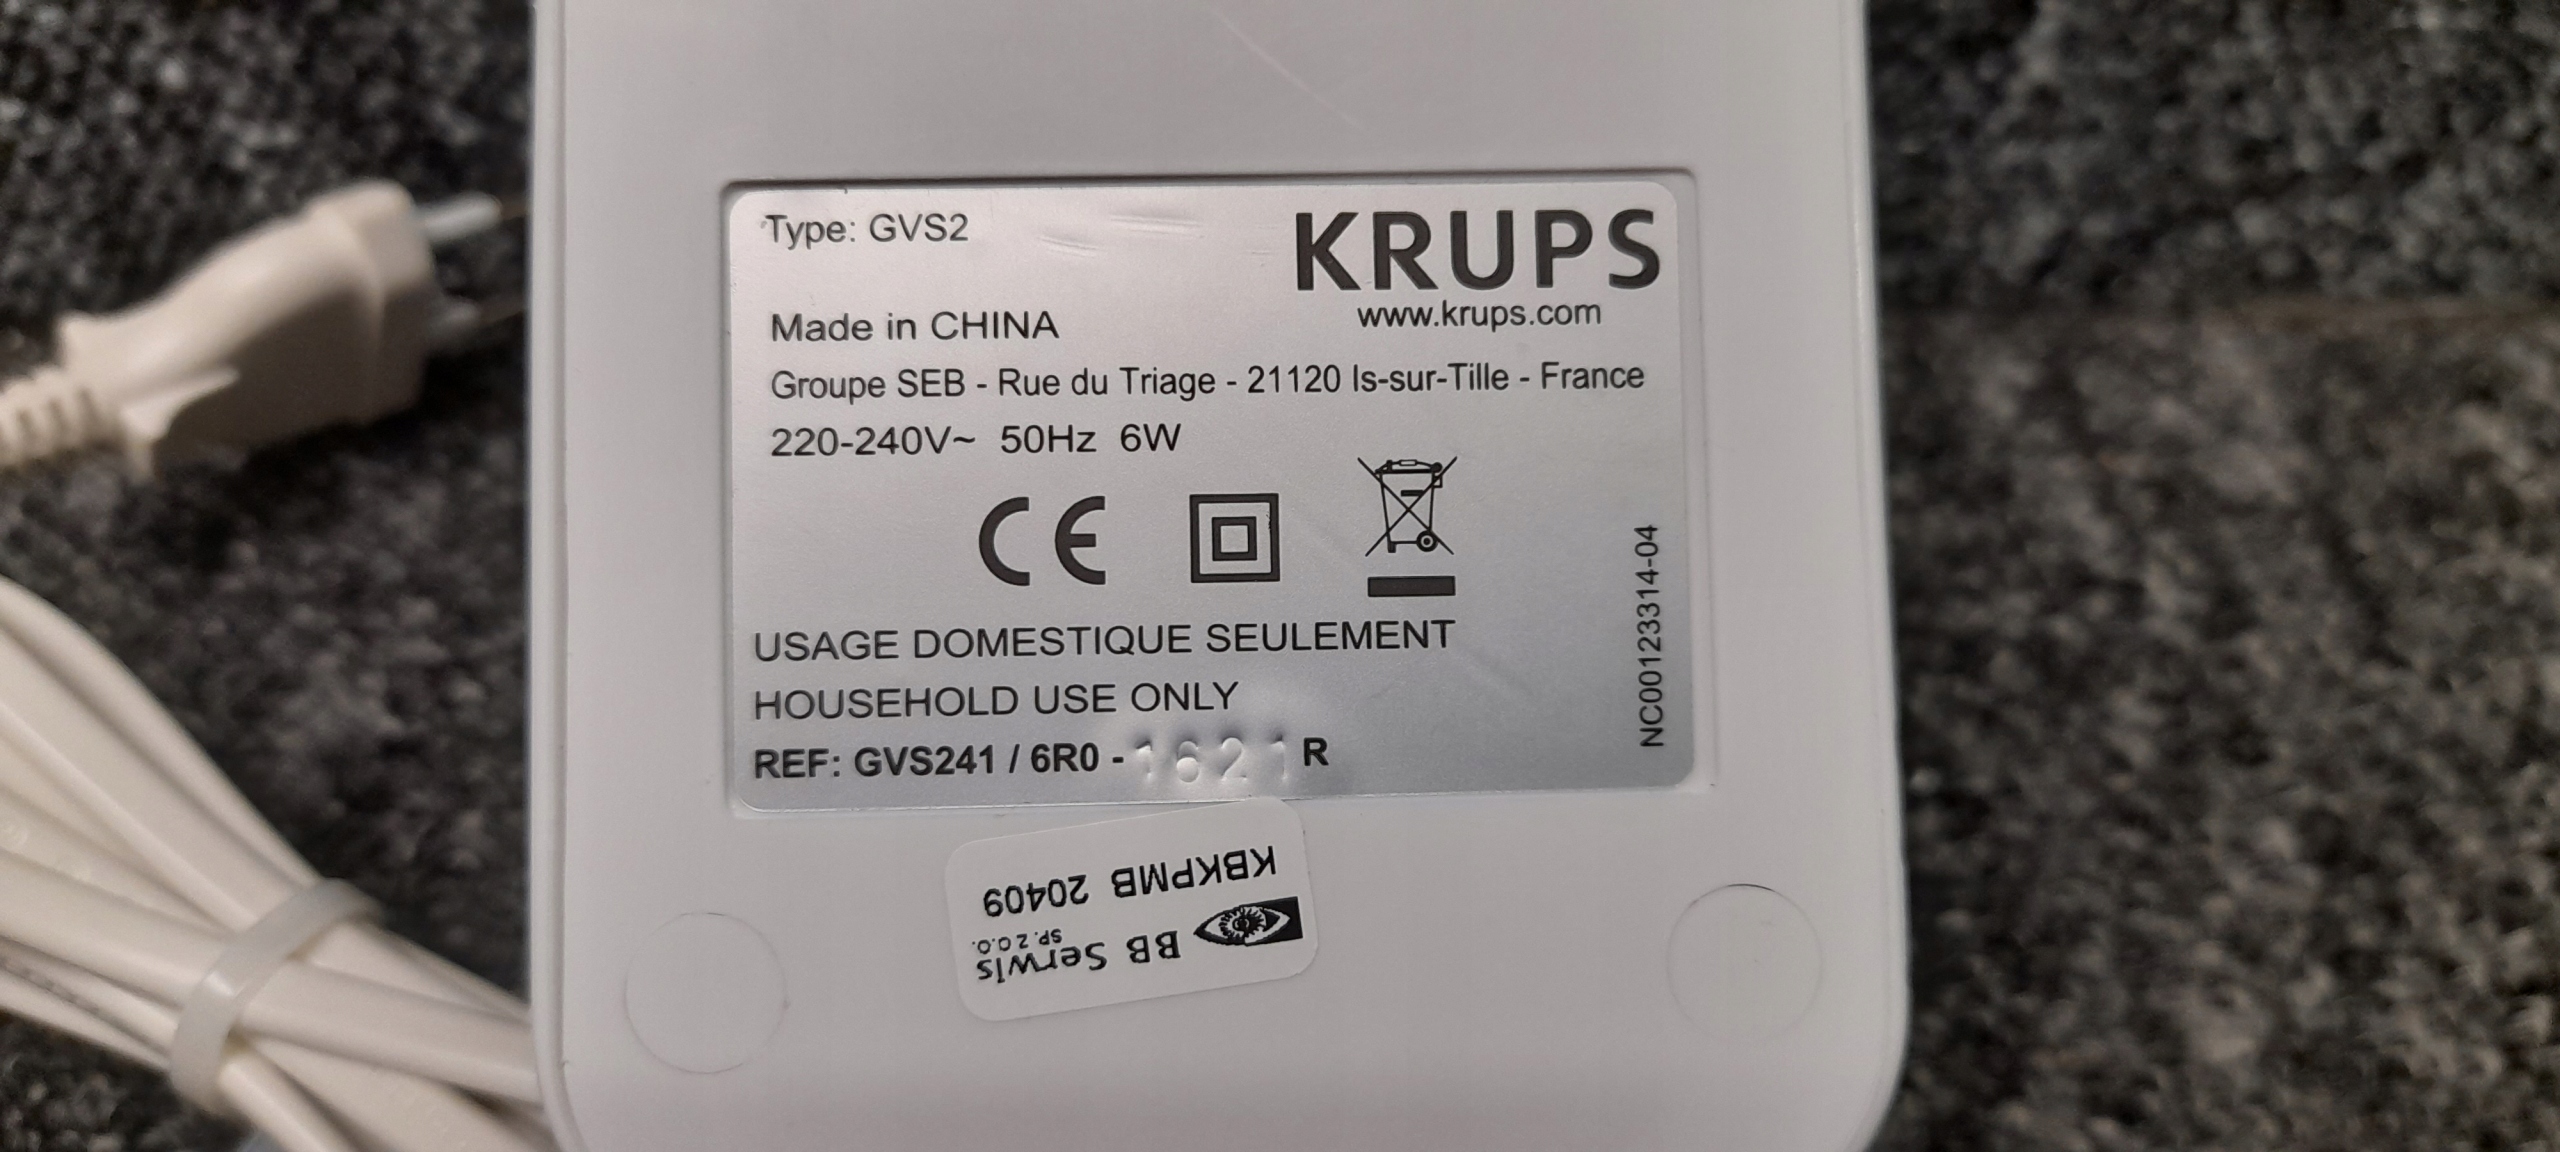 Type: GVS2
KRUPS
www.krups.com
Made in CHINA
Groupe SEB - Rue du Triage - 21120 Is-sur-Tille - France
220-240V~ 50Hz 6W
CE
NC00123314-04
USAGE DOMESTIQUE SEULEMENT
HOUSEHOLD USE ONLY
REF: GVS241 / 6R0 - 1621 R
BB Serwis
SP. Z O.O.
KBKPMB 20409